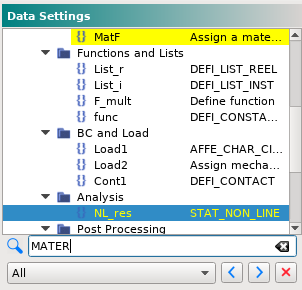 Data Settings
{} MatF Assign a mate...
Functions and Lists
{} List_r DEFI_LIST_REEL
{} List_i DEFI_LIST_INST
{} F_mult Define function
{} func DEFI_CONSTA...
BC and Load
{} Load1 AFFE_CHAR_CI...
{} Load2 Assign mecha...
{} Cont1 DEFI_CONTACT
Analysis
{} NL_res STAT_NON_LINE
Post Processing
MATER
All